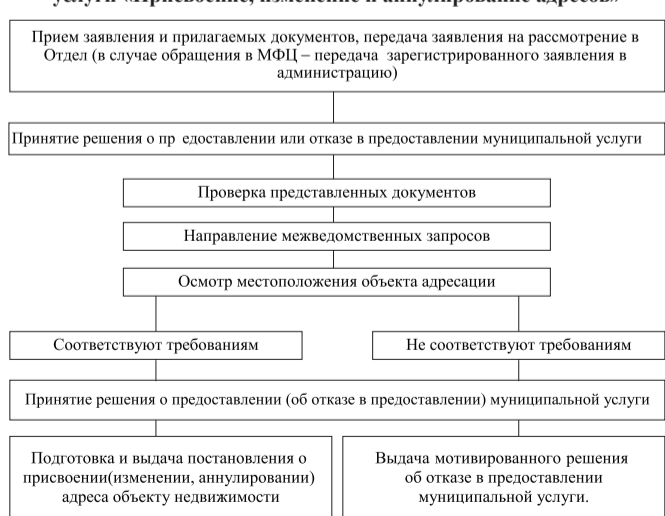 услуги «Присвоение, изменение и аннулирование адресов»
Прием заявления и прилагаемых документов, передача заявления на рассмотрение в
Отдел (в случае обращения в МФЦ – передача зарегистрированного заявления в
администрацию)
Принятие решения о пр едоставлении или отказе в предоставлении муниципальной услуги
Проверка представленных документов
Направление межведомственных запросов
Осмотр местоположения объекта адресации
Соответствуют требованиям
Не соответствуют требованиям
Принятие решения о предоставлении (об отказе в предоставлении) муниципальной услуги
Подготовка и выдача постановления о
присвоении(изменении, аннулировании)
адреса объекту недвижимости
Выдача мотивированного решения
об отказе в предоставлении
муниципальной услуги.